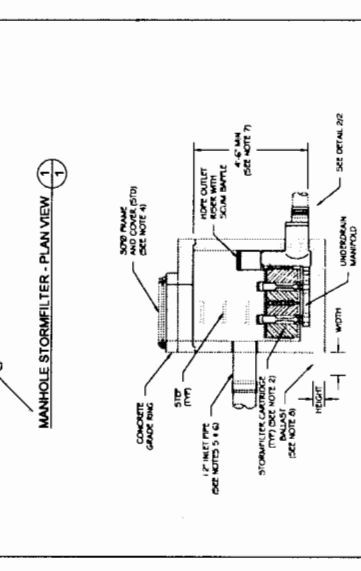 MANHOLE STORMFILTER - PLAN VIEW
1
1
30"Ø FRAME
AND COVER (STD)
(SEE NOTE 4)
CONCRETE
GRADE RING
STEP
(TYP)
12" INLET PIPE
(SEE NOTES 5 & 6)
STORMFILTER CARTRIDGE
(TYP) (SEE NOTE 2)
BALLAST
(SEE NOTE 8)
HEIGHT
WIDTH
UNDERDRAIN
MANIFOLD
SEE DETAIL 2/2
HDPE OUTLET
RISER WITH
SCUM BAFFLE
4'-6" MIN
(SEE NOTE 7)